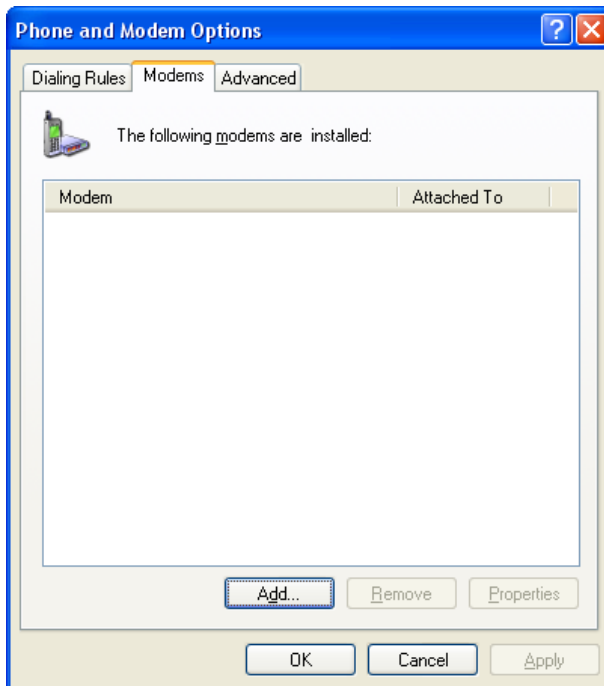 Phone and Modem Options
Dialing Rules Modems Advanced
The following modems are installed:
Modem Attached To
Add... Remove Properties
OK Cancel Apply